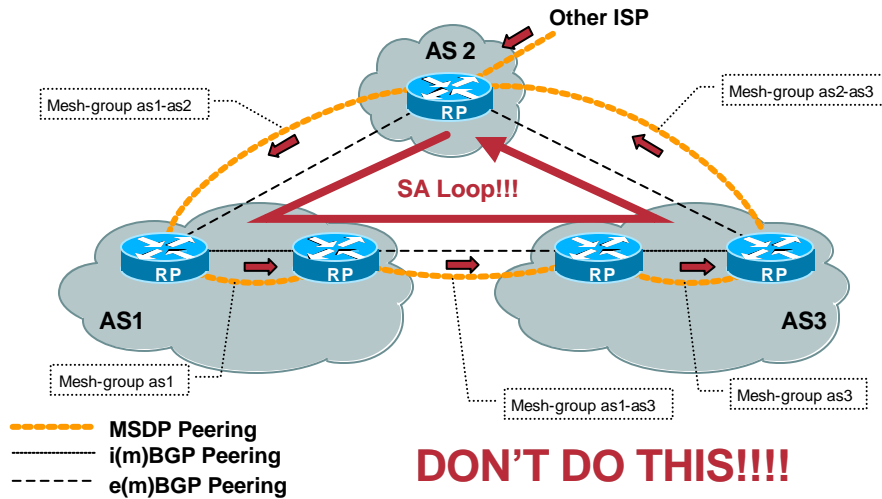 Other ISP
AS 2
Mesh-group as1-as2
Mesh-group as2-as3
RP
SA Loop!!!
RP
RP
RP
RP
AS1
AS3
Mesh-group as1
Mesh-group as1-as3
Mesh-group as3
MSDP Peering
i(m)BGP Peering
e(m)BGP Peering
DON'T DO THIS!!!!